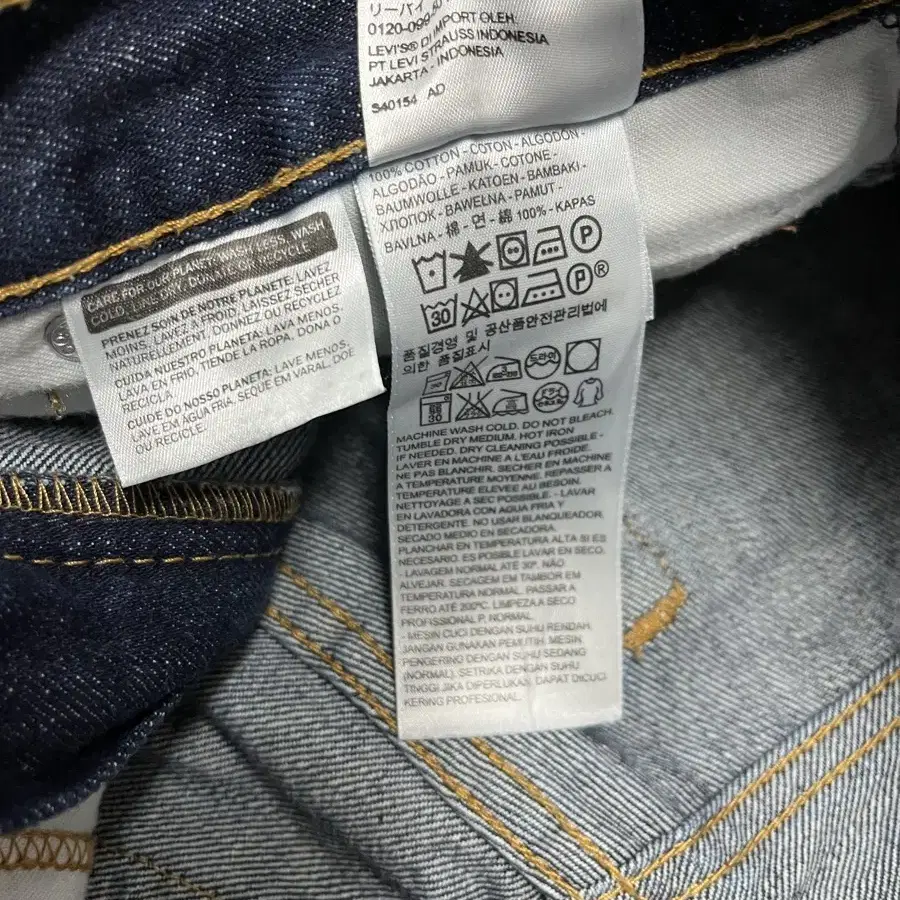 リーバイ
0120-099
LEVI'S® DI IMPORT OLEH:
PT LEVI STRAUSS INDONESIA
JAKARTA - INDONESIA
S40154 AD
100% COTTON - COTON - ALGODÓN -
ALGODÃO - PAMUK - COTONE -
BAUMWOLLE - KATOEN - BAMBAKI -
ХЛОПОК - BAWEŁNA - PAMUT -
BAVLNA - 棉 - 면 - 綿 100% - KAPAS
P
30 P ®
품질경영 및 공산품안전관리법에
의한 품질표시
드라이
30
MACHINE WASH COLD. DO NOT BLEACH.
TUMBLE DRY MEDIUM. HOT IRON
IF NEEDED. DRY CLEANING POSSIBLE -
LAVER EN MACHINE A L'EAU FROIDE.
NE PAS BLANCHIR. SECHER EN MACHINE
A TEMPERATURE MOYENNE. REPASSER A
TEMPERATURE ELEVEE AU BESOIN.
NETTOYAGE A SEC POSSIBLE. - LAVAR
EN LAVADORA CON AGUA FRIA Y
DETERGENTE. NO USAR BLANQUEADOR.
SECADO MEDIO EN SECADORA.
PLANCHAR EN TEMPERATURA ALTA SI ES
NECESARIO. ES POSIBLE LAVAR EN SECO.
- LAVAGEM NORMAL ATÉ 30º. NÃO
ALVEJAR. SECAGEM EM TAMBOR EM
TEMPERATURA NORMAL. PASSAR A
FERRO ATÉ 200ºC. LIMPEZA A SECO
PROFISSIONAL P. NORMAL.
- MESIN CUCI DENGAN SUHU RENDAH.
JANGAN GUNAKAN PEMUTIH. MESIN
PENGERING DENGAN SUHU SEDANG
(NORMAL). SETRIKA DENGAN SUHU
TINGGI JIKA DIPERLUKAN. DAPAT DICUCI
KERING PROFESIONAL.
CARE FOR OUR PLANET: WASH LESS, WASH
COLD, LINE DRY, DONATE OR RECYCLE
PRENEZ SOIN DE NOTRE PLANETE: LAVEZ
MOINS, LAVEZ A FROID, LAISSEZ SÉCHER
NATURELLEMENT, DONNEZ OU RECYCLEZ
CUIDA NUESTRO PLANETA: LAVA MENOS,
LAVA EN FRIO, TIENDE LA ROPA, DONA O
RECICLA
CUIDE DO NOSSO PLANETA: LAVE MENOS,
LAVE EM ÁGUA FRIA, SEQUE EM VARAL, DOE
OU RECICLE.